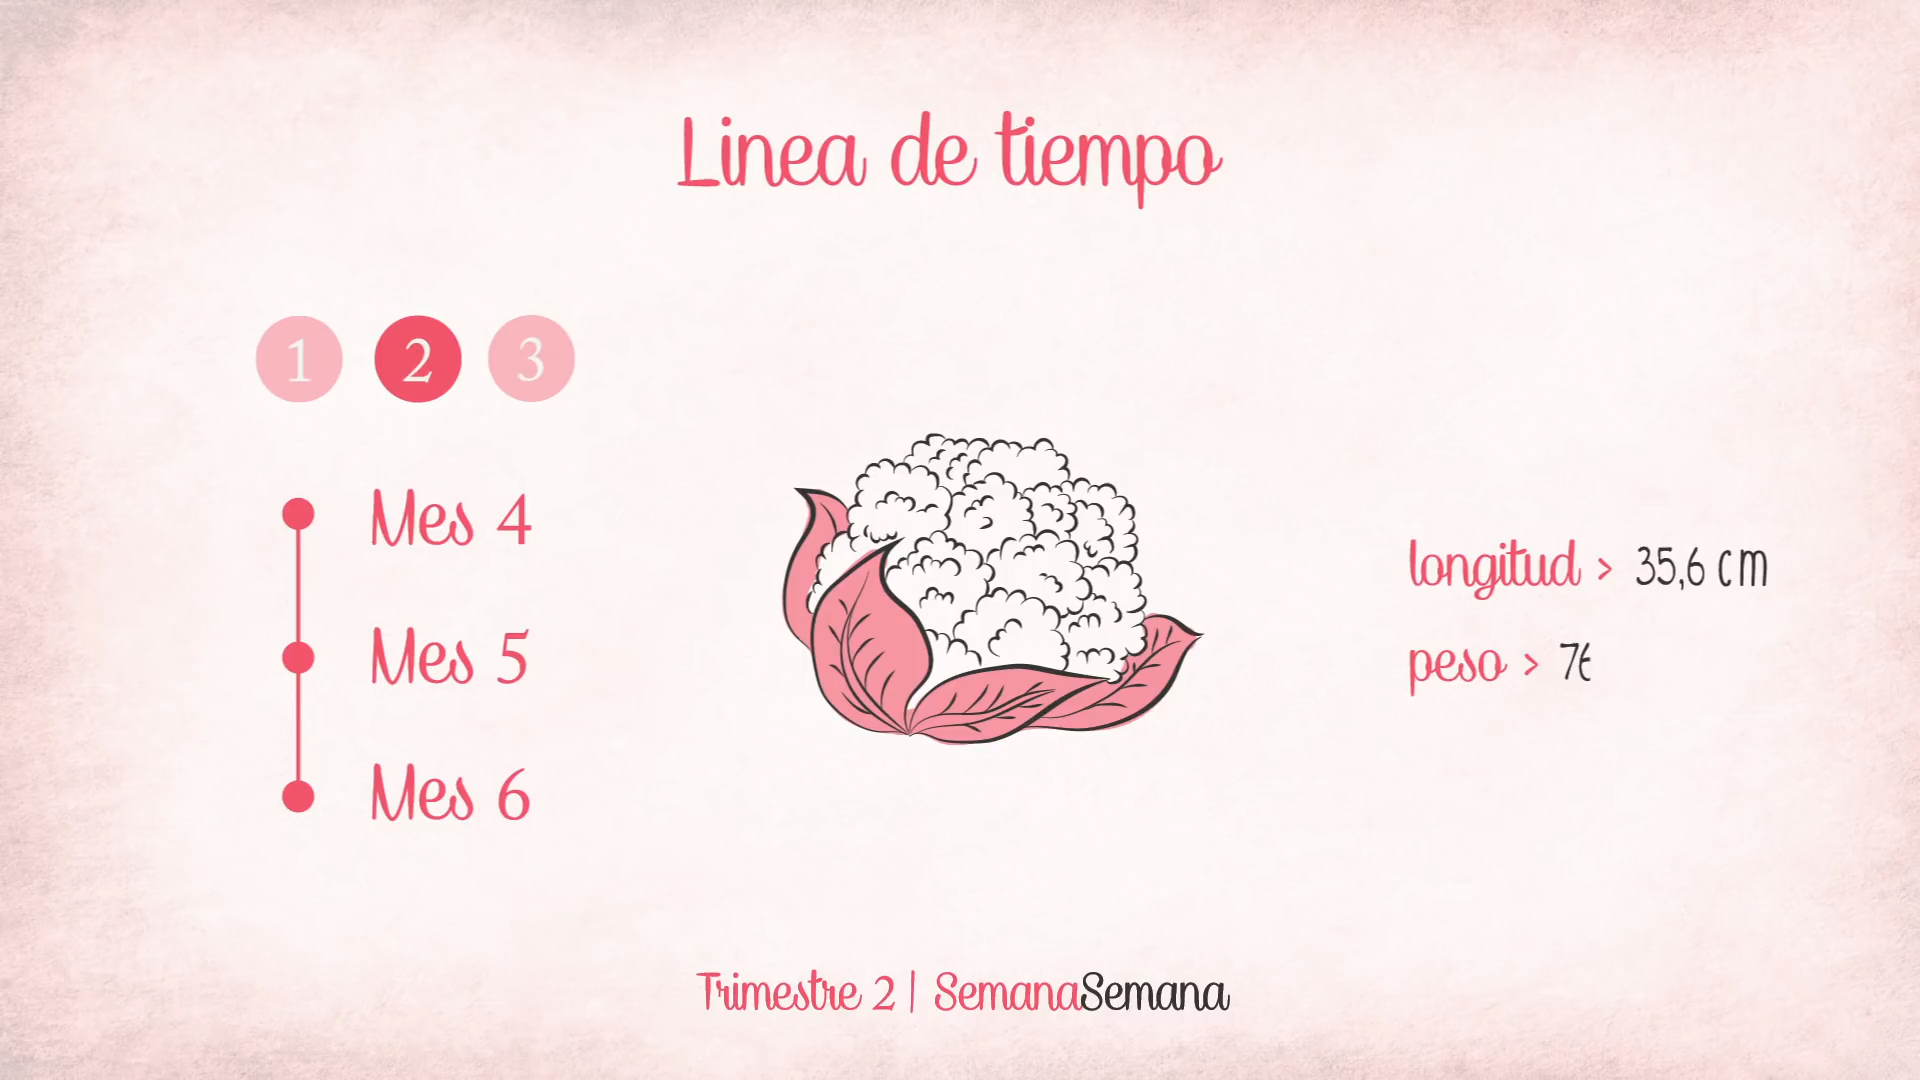 Linea de tiempo
1 2 3
Mes 4
Mes 5
Mes 6
longitud > 35,6 cm
peso >
Trimestre 2 | SemanaSemana